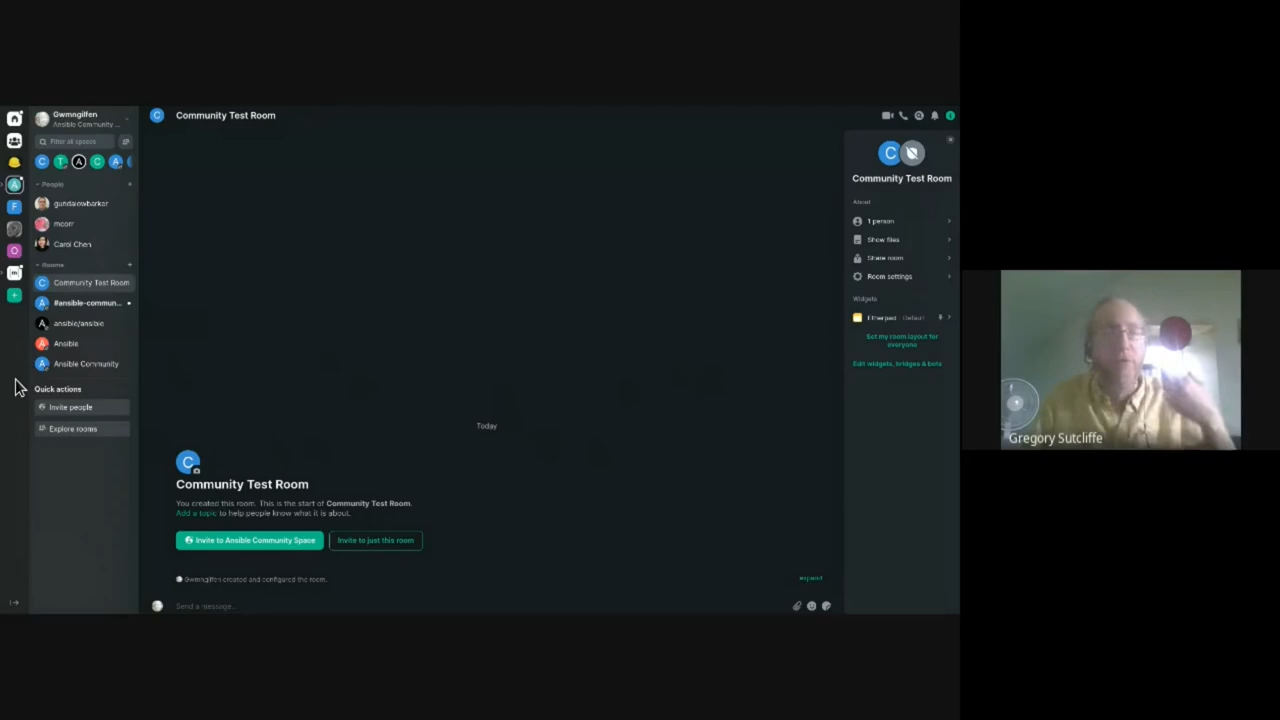 Gwmngilfen
Ansible Community ...
Filter all spaces
C T A C A
People
gundalowbarker
mcorr
Carol Chen
Rooms
Community Test Room
#ansible-commun...
ansible/ansible
Ansible
Ansible Community
Quick actions
Invite people
Explore rooms
C Community Test Room
Today
C
Community Test Room
You created this room. This is the start of Community Test Room.
Add a topic to help people know what it is about.
Invite to Ansible Community Space
Invite to just this room
Gwmngilfen created and configured the room.
expand
Send a message...
C
Community Test Room
About
1 person
Show files
Share room
Room settings
Widgets
Etherpad Default
Set my room layout for
everyone
Edit widgets, bridges & bots
Gregory Sutcliffe